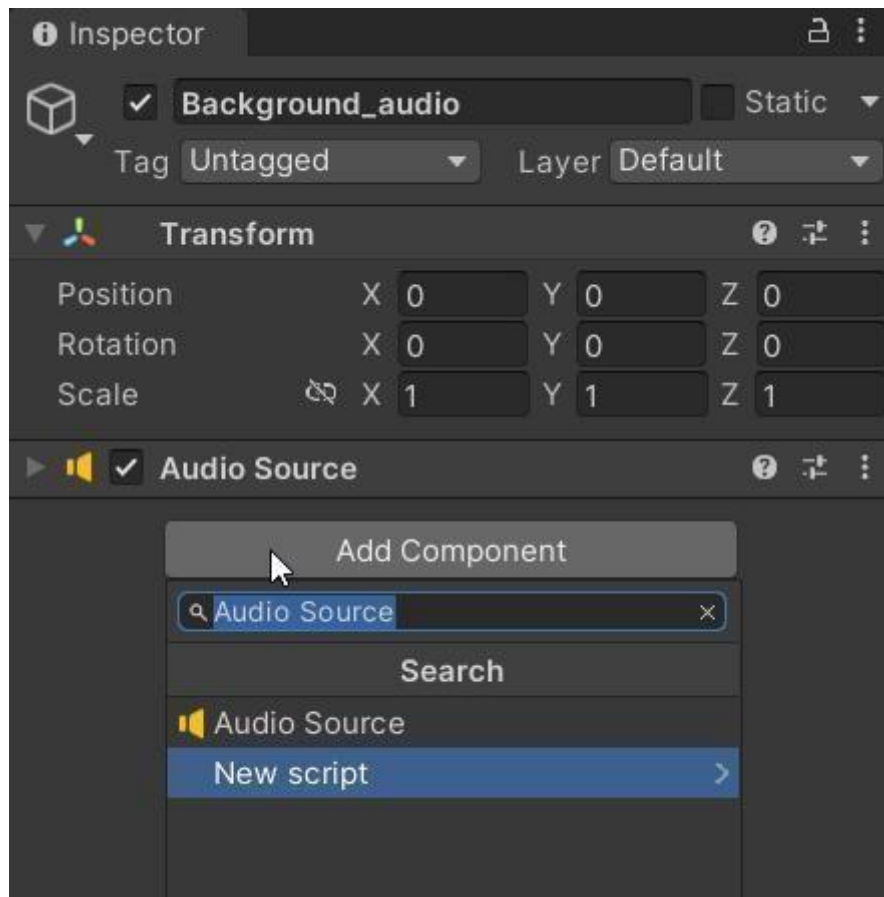 Inspector
Background_audio Static
Tag Untagged Layer Default
Transform
Position X 0 Y 0 Z 0
Rotation X 0 Y 0 Z 0
Scale X 1 Y 1 Z 1
Audio Source
Add Component
Audio Source
Search
Audio Source
New script